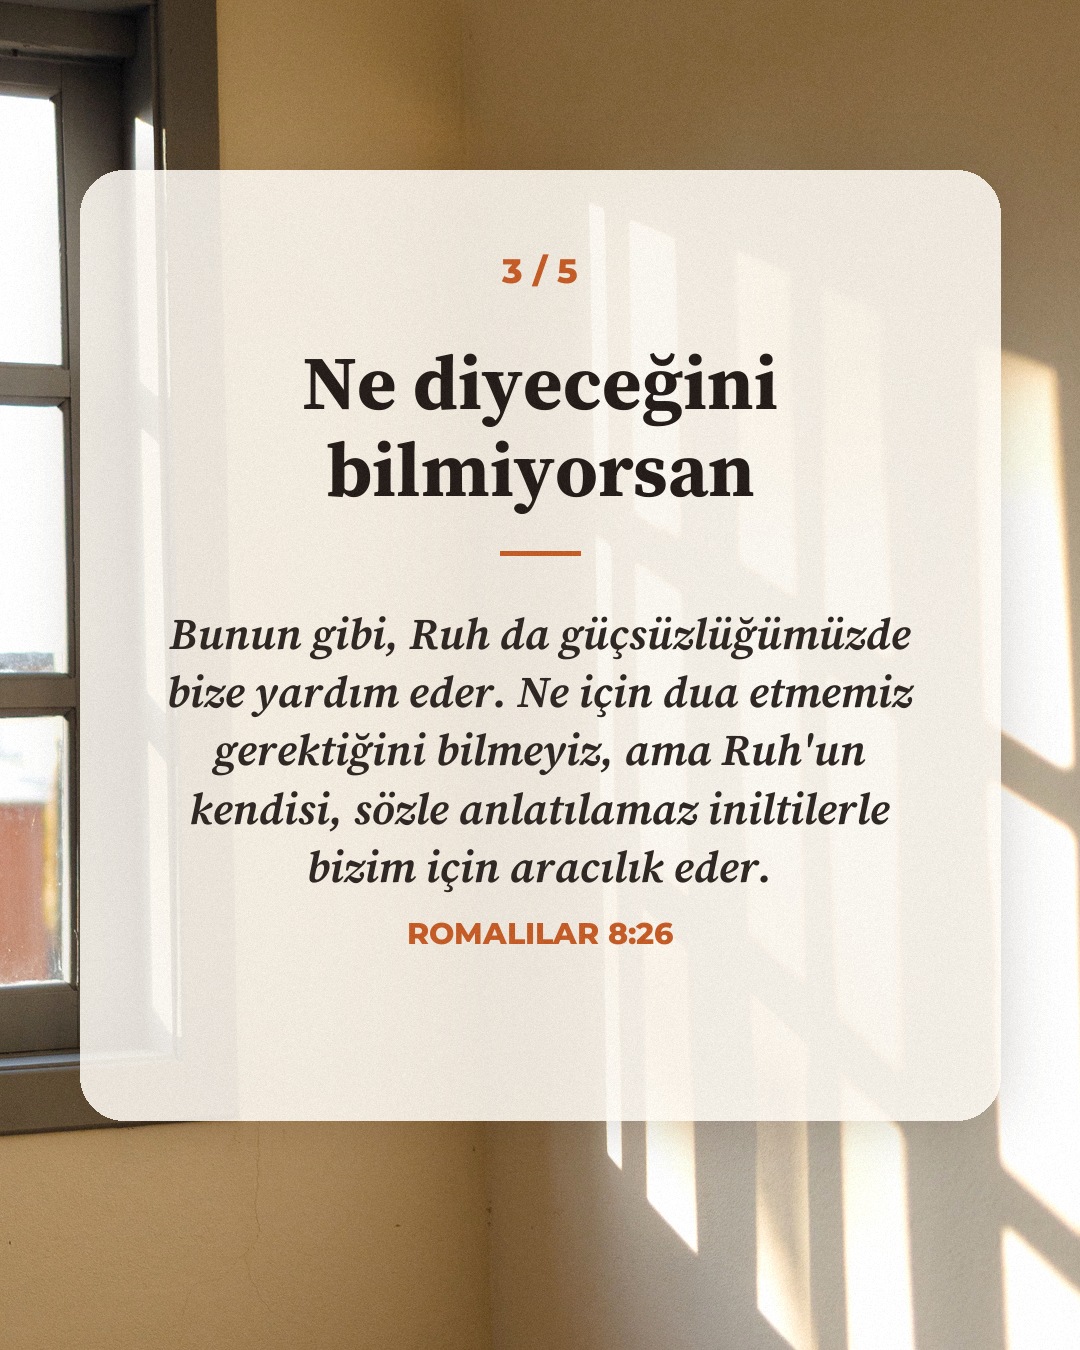 3 / 5
Ne diyeceğini
bilmiyorsan
Bunun gibi, Ruh da güçsüzlüğümüzde
bize yardım eder. Ne için dua etmemiz
gerektiğini bilmeyiz, ama Ruh'un
kendisi, sözle anlatılamaz iniltilerle
bizim için aracılık eder.
ROMALILAR 8:26